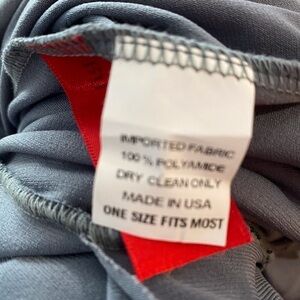 IMPORTED FABRIC
100 % POLYAMIDE
DRY CLEAN ONLY
MADE IN USA
ONE SIZE FITS MOST